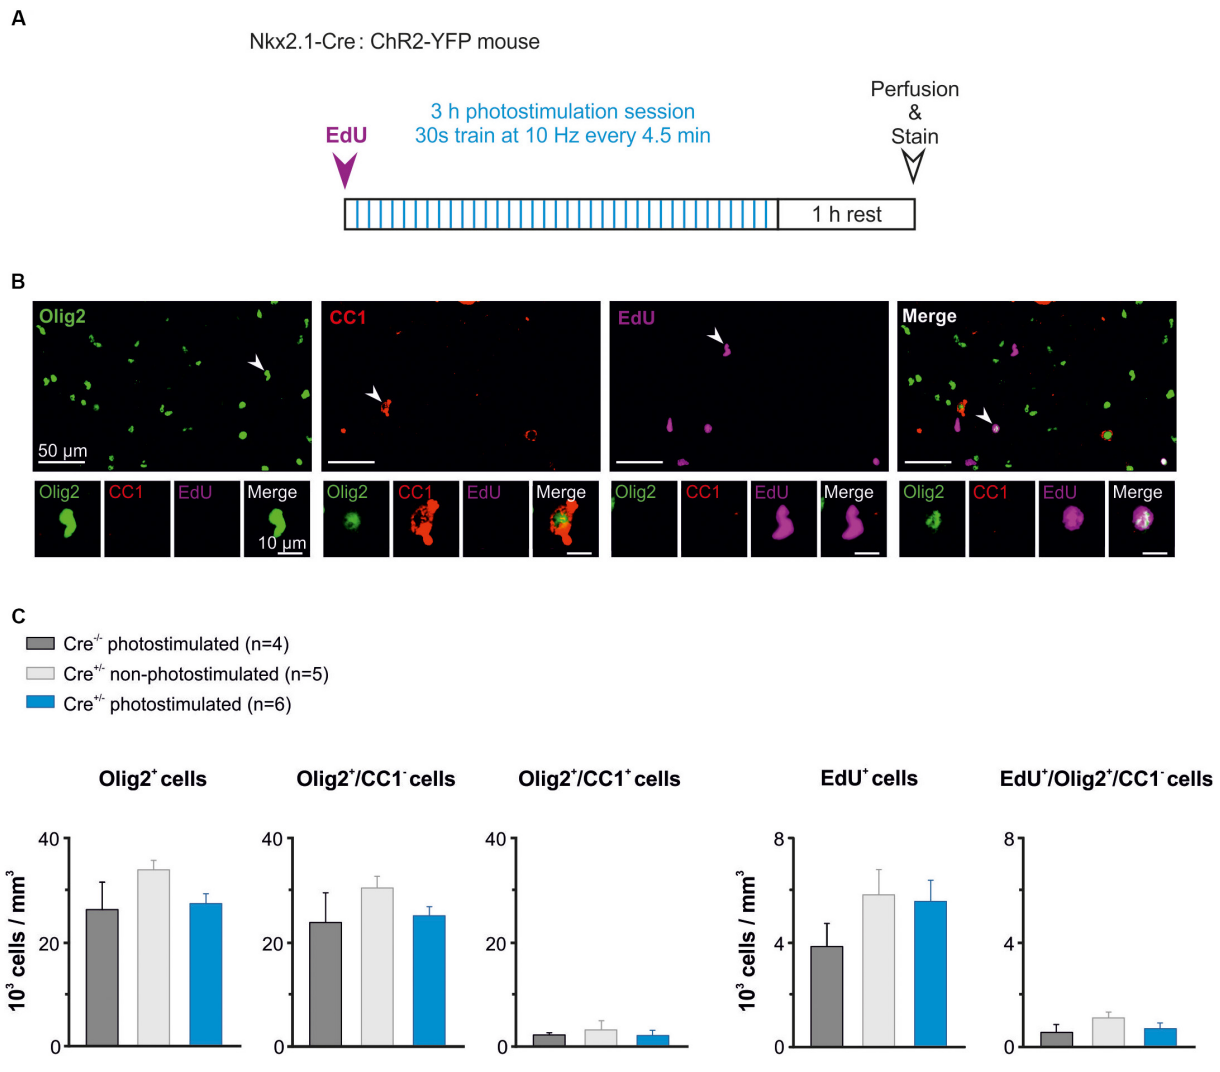 A
Nkx2.1-Cre: ChR2-YFP mouse
EdU
3 h photostimulation session
30s train at 10 Hz every 4.5 min
Perfusion
&
Stain
1 h rest
B
Olig2
50 µm
CC1
EdU
Merge
Olig2 CC1 EdU Merge
10 µm
Olig2 CC1 EdU Merge
Olig2 CC1 EdU Merge
Olig2 CC1 EdU Merge
C
Cre-/- photostimulated (n=4)
Cre+/- non-photostimulated (n=5)
Cre+/- photostimulated (n=6)
Olig2+ cells
10³ cells / mm³
40
20
0
Olig2+/CC1- cells
40
20
0
Olig2+/CC1+ cells
40
20
0
EdU+ cells
10³ cells / mm³
8
4
0
EdU+/Olig2+/CC1- cells
8
4
0